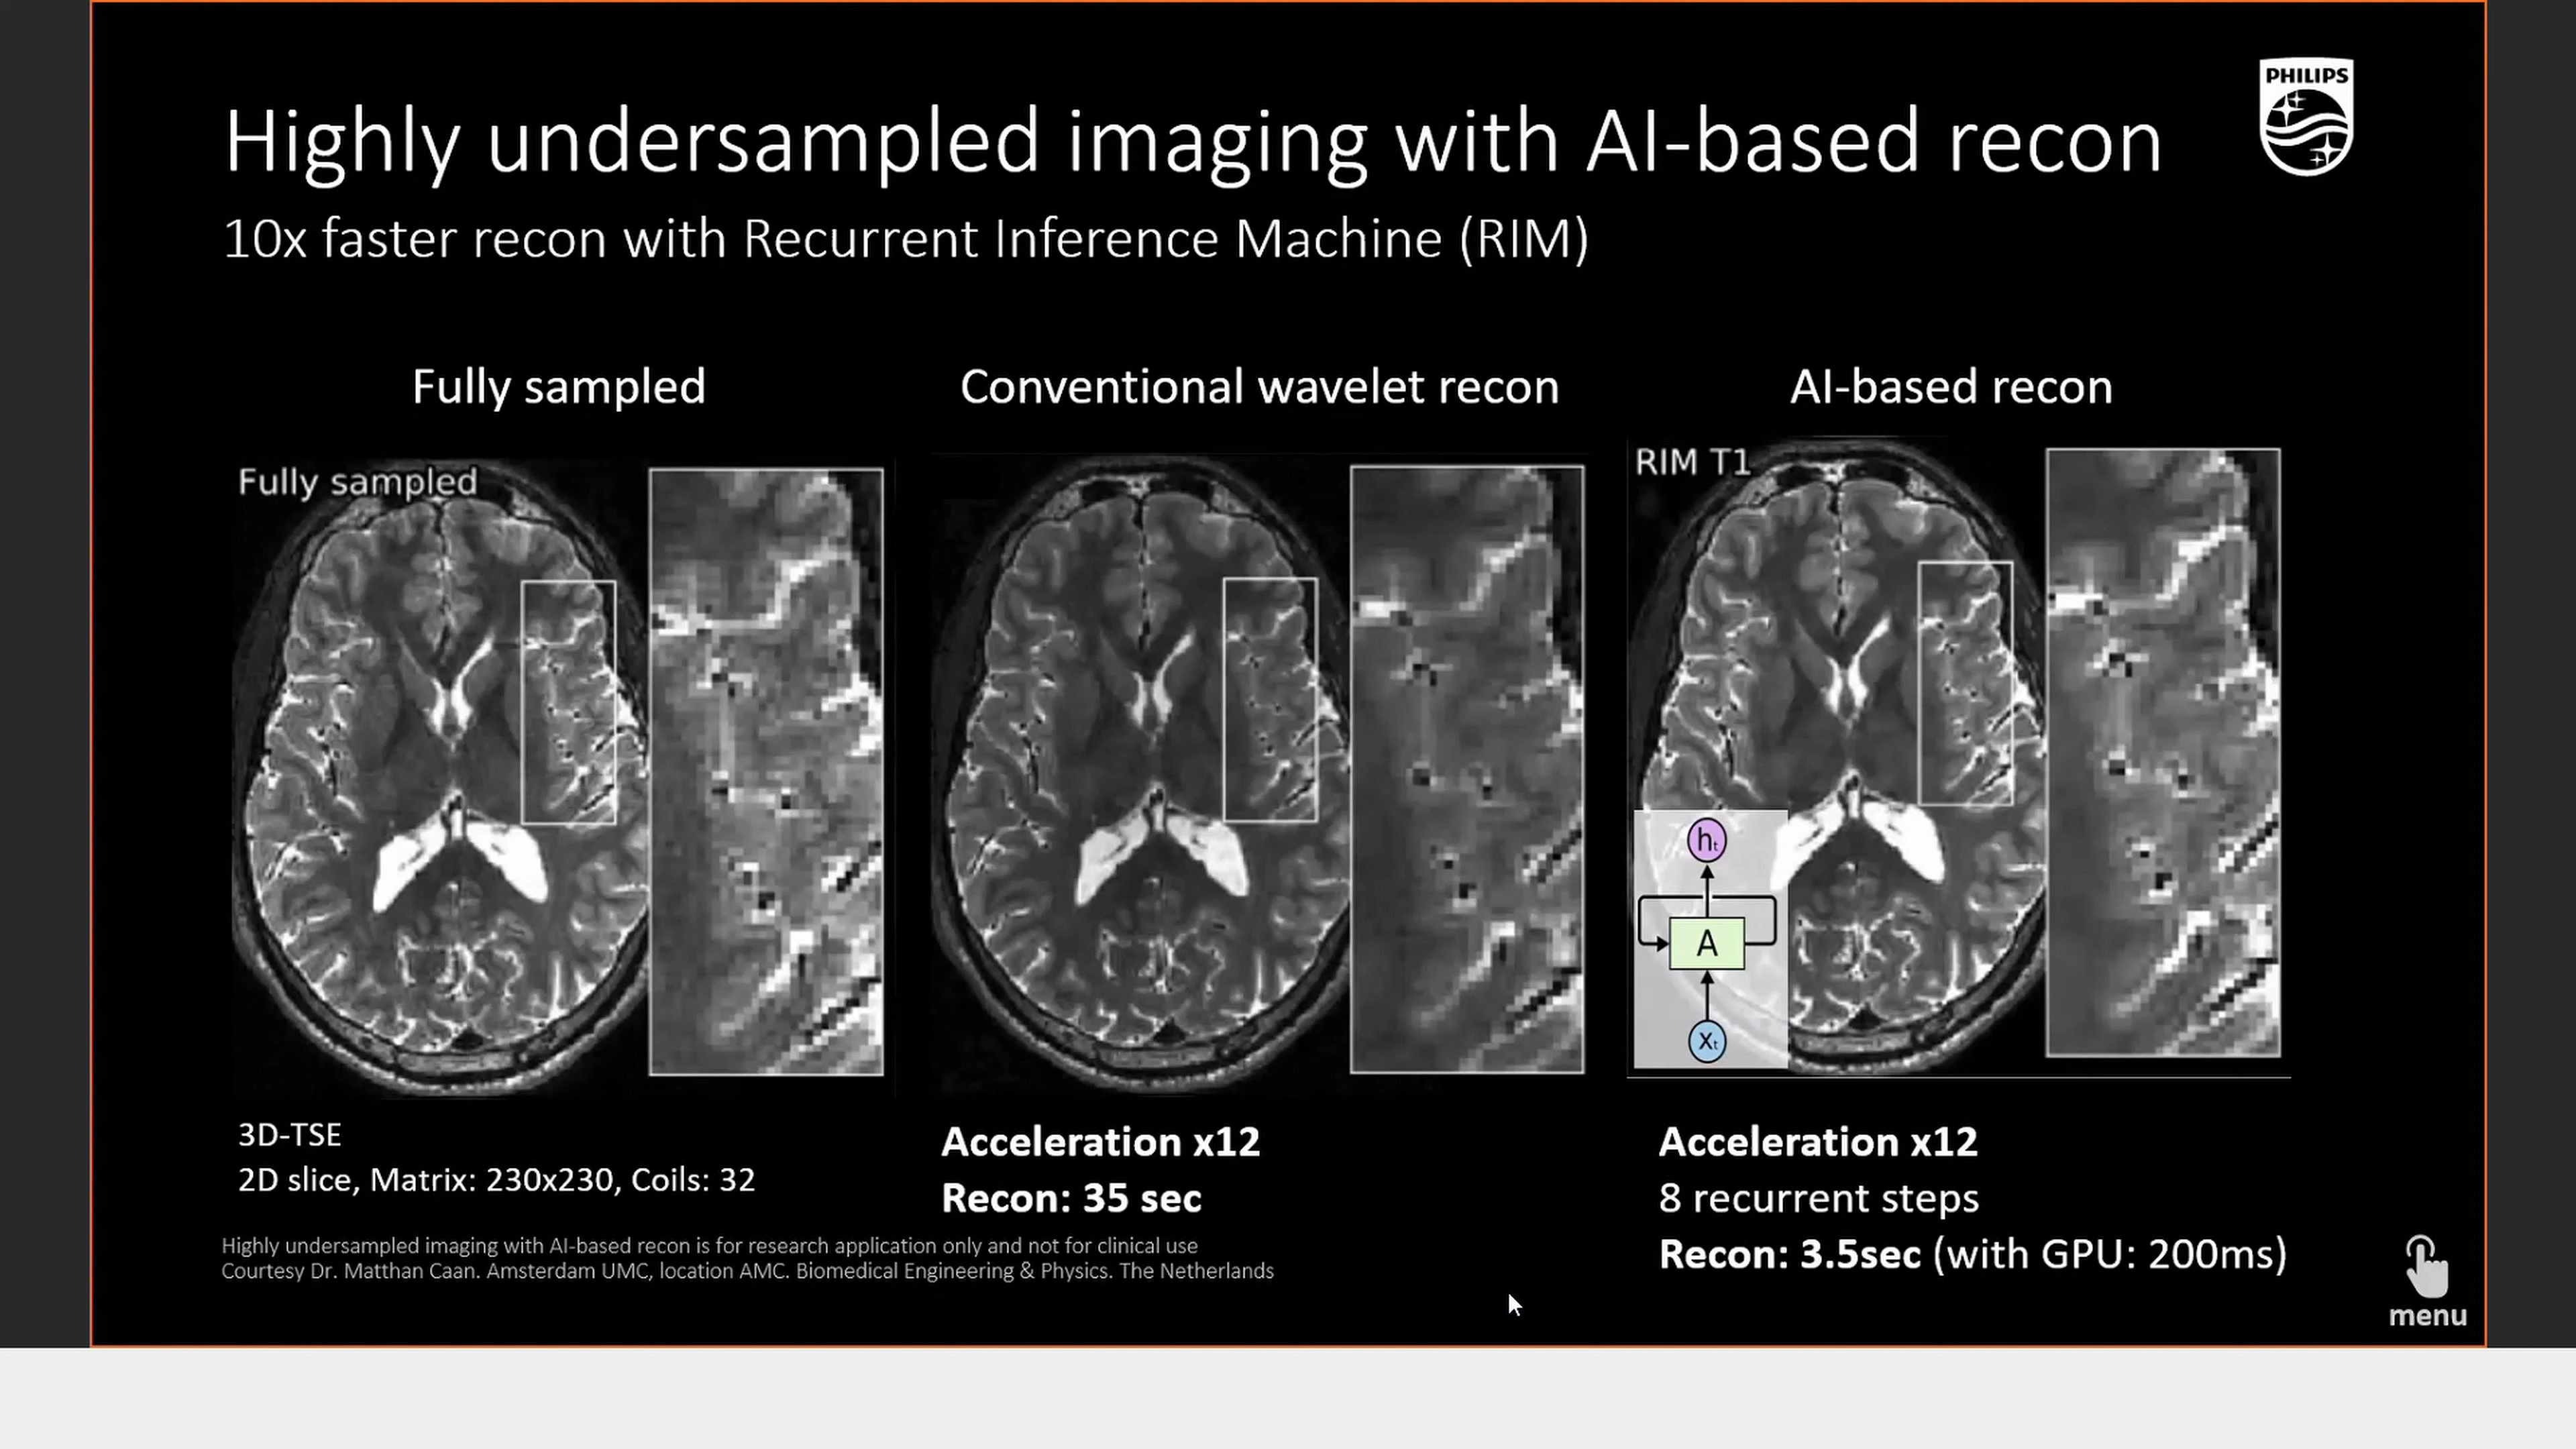 PHILIPS
Highly undersampled imaging with AI-based recon
10x faster recon with Recurrent Inference Machine (RIM)
Fully sampled
Conventional wavelet recon
AI-based recon
Fully sampled
RIM T1
hₜ
A
xₜ
3D-TSE
2D slice, Matrix: 230x230, Coils: 32
Acceleration x12
Recon: 35 sec
Acceleration x12
8 recurrent steps
Recon: 3.5sec (with GPU: 200ms)
Highly undersampled imaging with AI-based recon is for research application only and not for clinical use
Courtesy Dr. Matthan Caan. Amsterdam UMC, location AMC. Biomedical Engineering & Physics. The Netherlands
menu